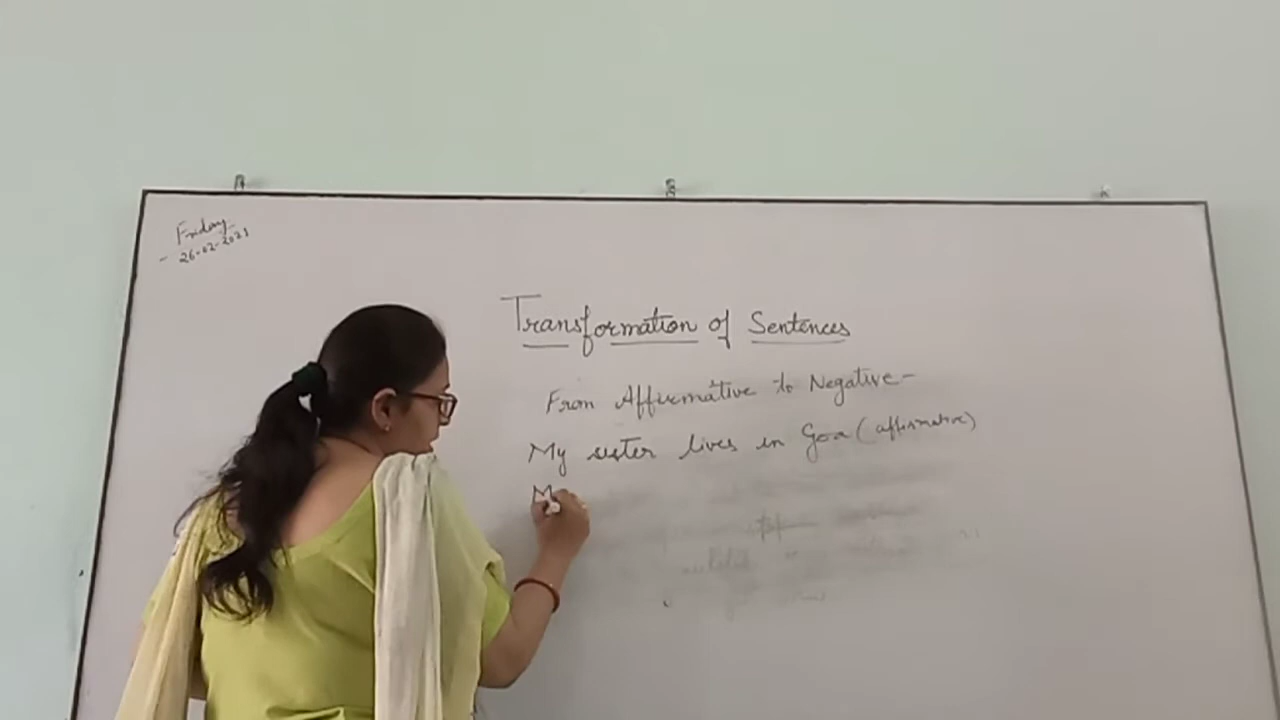 Friday
26-02-2021
Transformation of Sentences
From Affirmative to Negative-
My sister lives in Goa (affirmative)
M